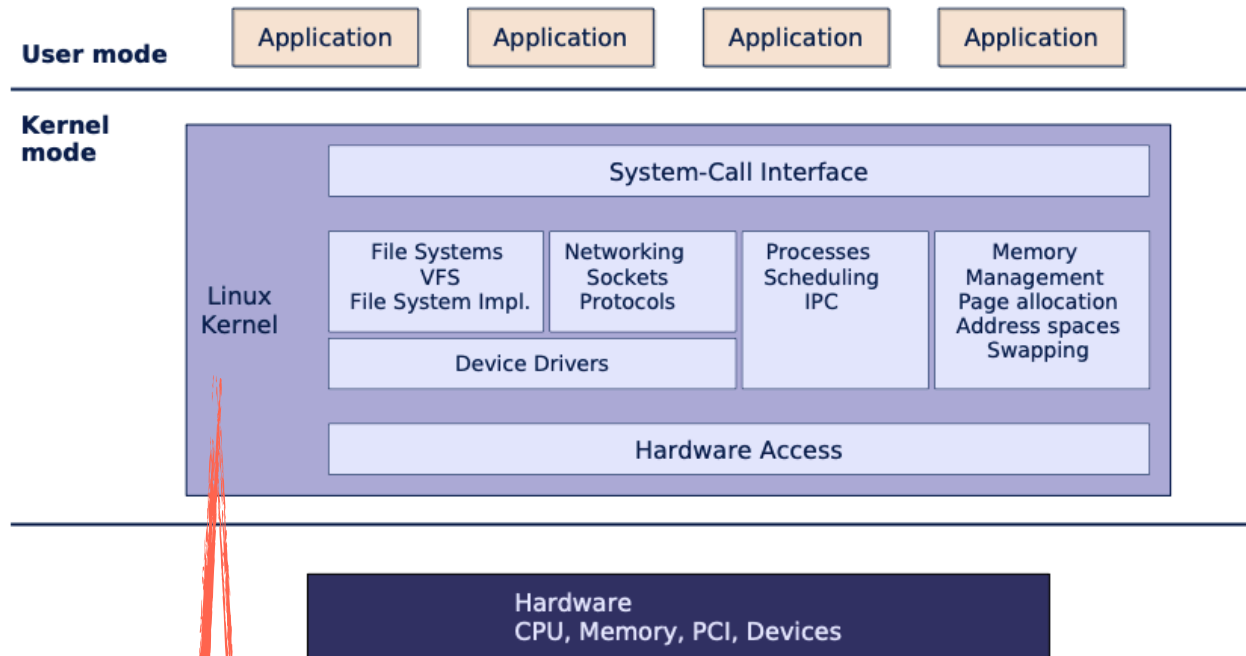 User mode
Application
Application
Application
Application
Kernel
mode
Linux
Kernel
System-Call Interface
File Systems
VFS
File System Impl.
Networking
Sockets
Protocols
Processes
Scheduling
IPC
Memory
Management
Page allocation
Address spaces
Swapping
Device Drivers
Hardware Access
Hardware
CPU, Memory, PCI, Devices